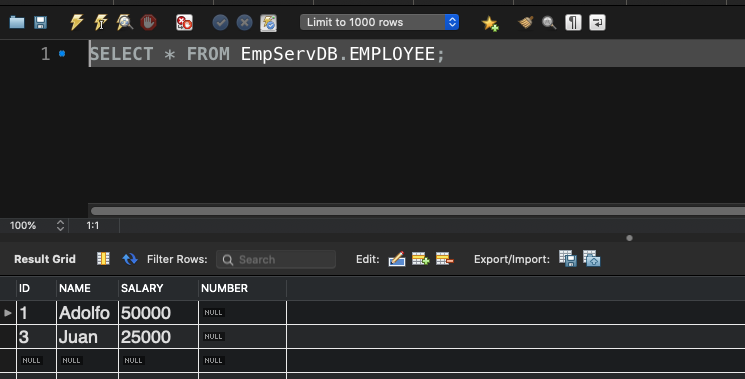 Limit to 1000 rows
1 SELECT * FROM EmpServDB.EMPLOYEE;
100% 1:1
Result Grid Filter Rows: Search Edit: Export/Import:
ID NAME SALARY NUMBER
1 Adolfo 50000 NULL
3 Juan 25000 NULL
NULL NULL NULL NULL